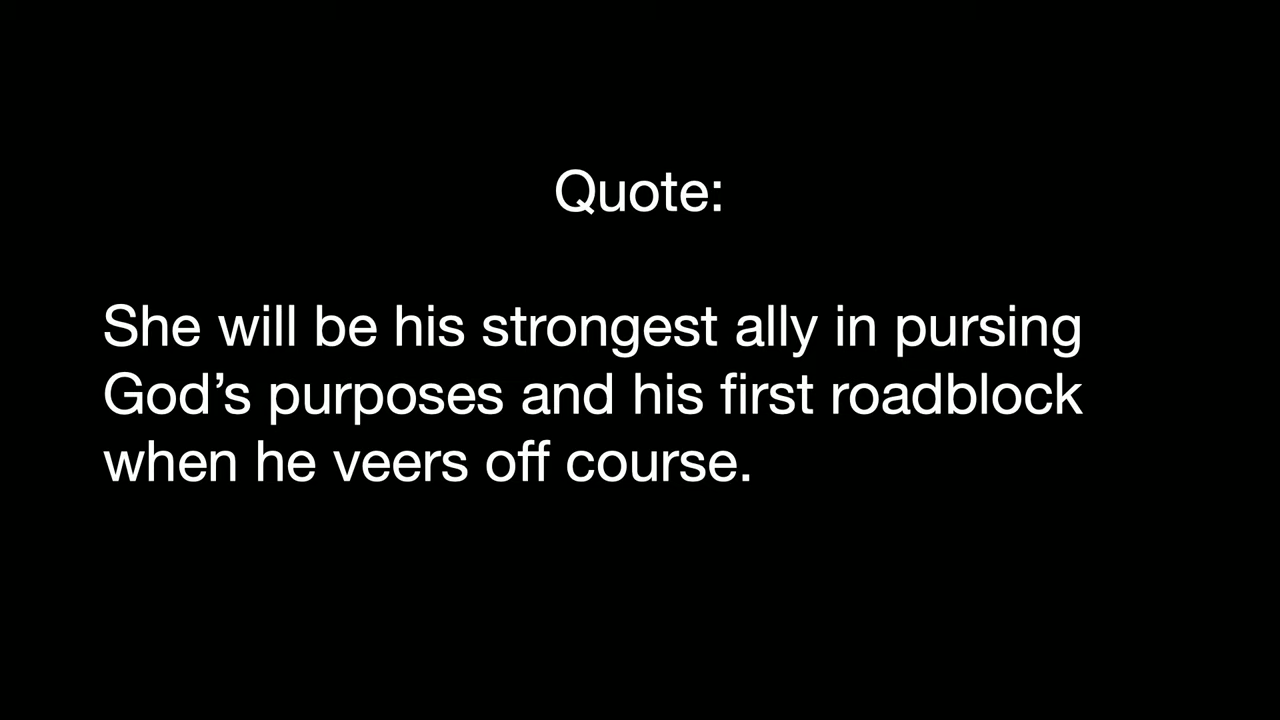 Quote:
She will be his strongest ally in pursing
God’s purposes and his first roadblock
when he veers off course.